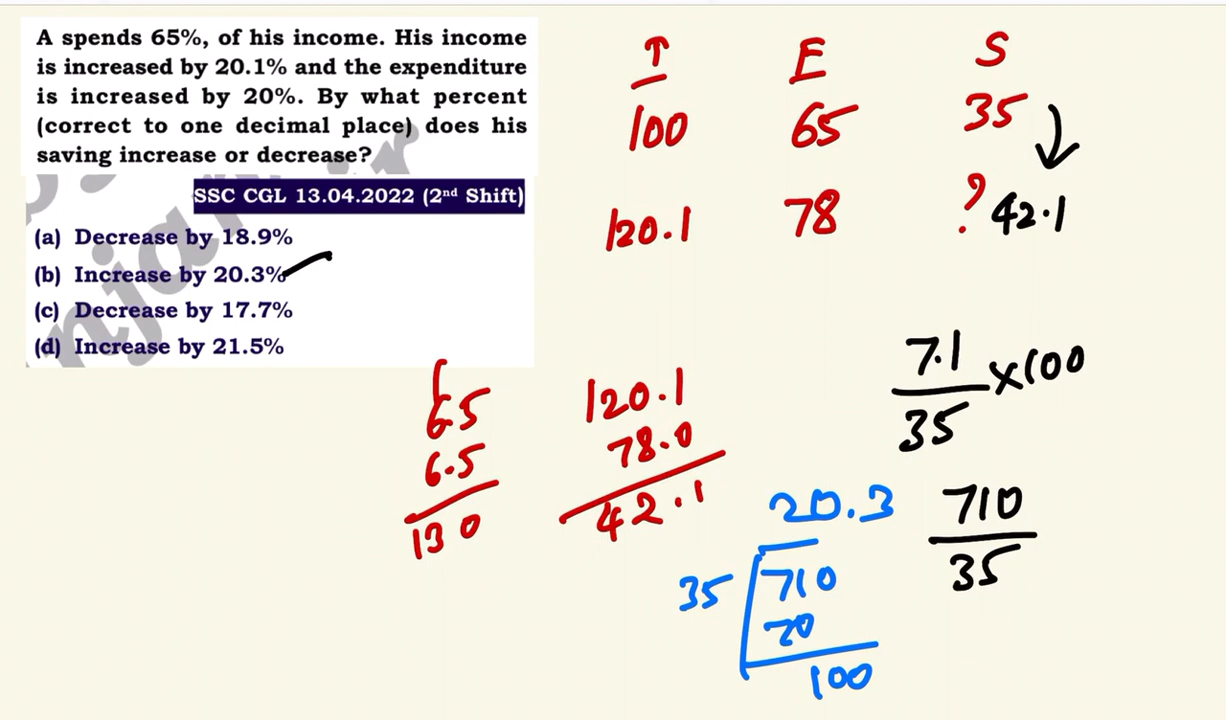 A spends 65%, of his income. His income
is increased by 20.1% and the expenditure
is increased by 20%. By what percent
(correct to one decimal place) does his
saving increase or decrease?
SSC CGL 13.04.2022 (2nd Shift)
(a) Decrease by 18.9%
(b) Increase by 20.3%
(c) Decrease by 17.7%
(d) Increase by 21.5%
I E S
100 65 35
120.1 78 ? 42.1
65
6.5
130
120.1
78.0
42.1
7.1
35
×100
710
35
20.3
35 710
70
100